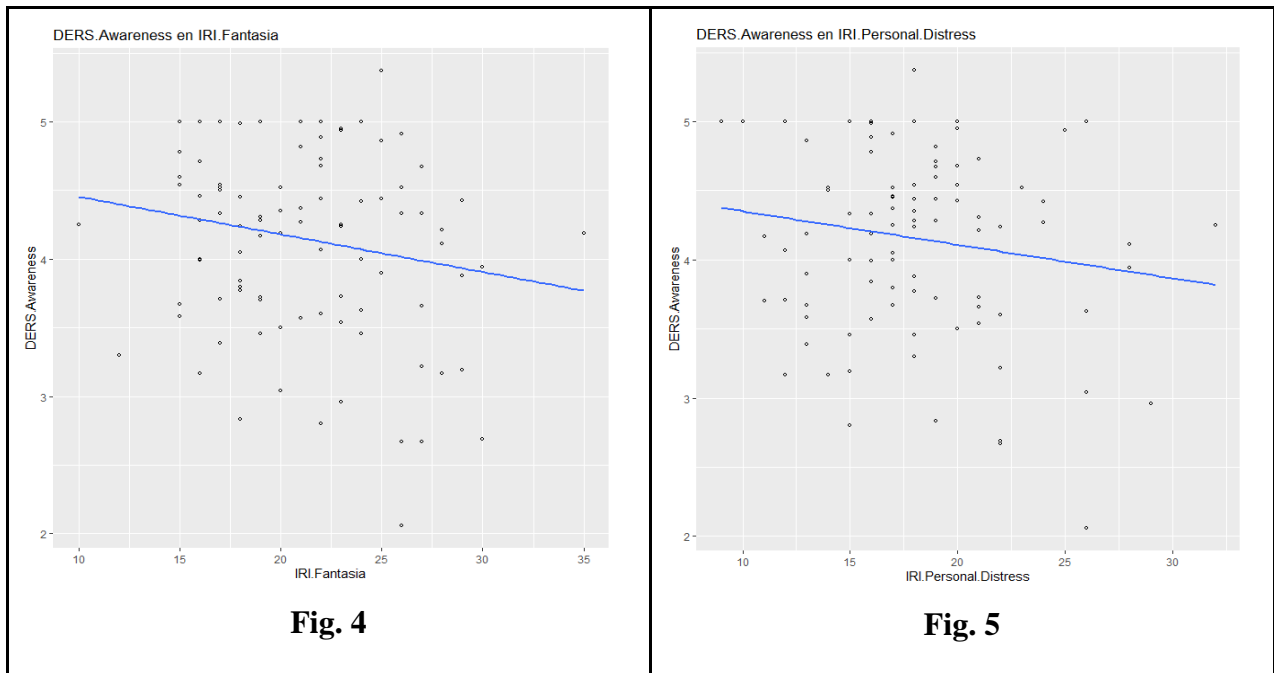 DERS.Awareness en IRI.Fantasia
5
4
3
2
DERS.Awareness
10 15 20 25 30 35
IRI.Fantasia
Fig. 4
DERS.Awareness en IRI.Personal.Distress
5
4
3
2
DERS.Awareness
10 15 20 25 30
IRI.Personal.Distress
Fig. 5